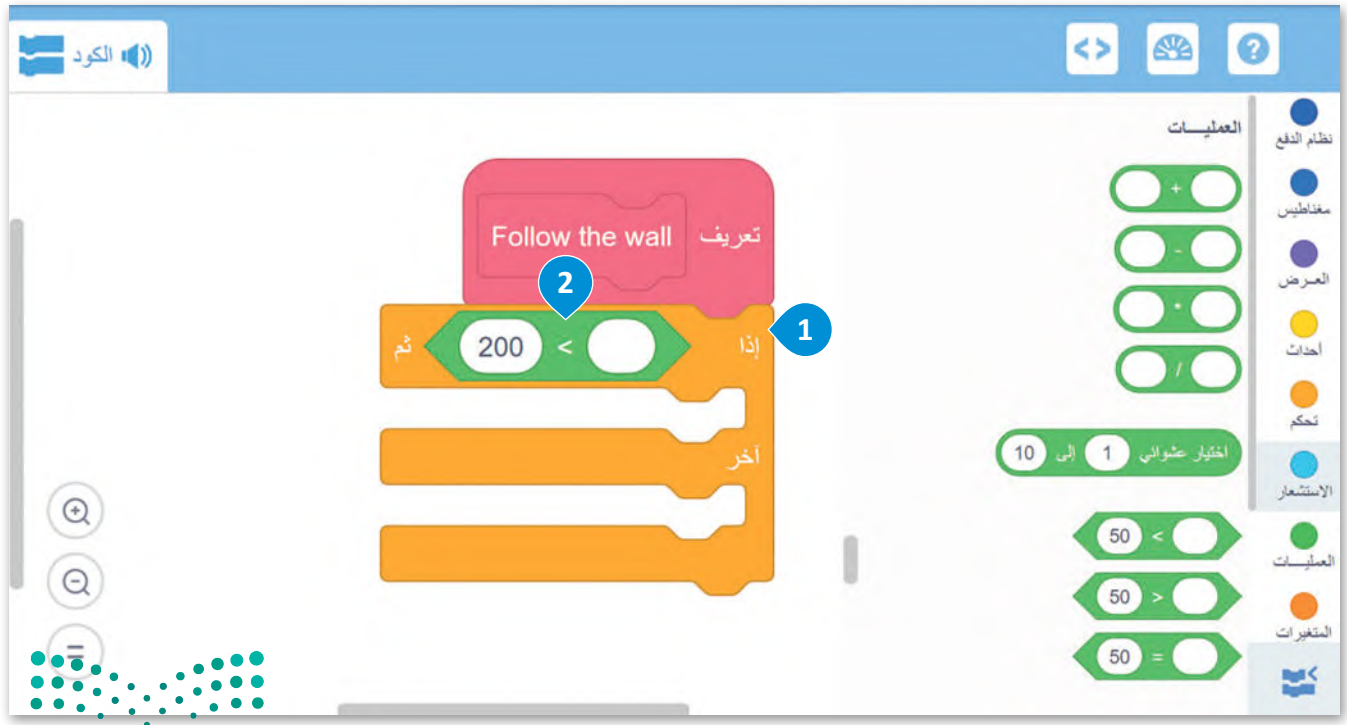 الكود
العمليـــات
+
-
*
/
اختيار عشوائي 1 إلى 10
50 < 
50 > 
50 =
نظام الدفع
مغناطيس
العـرض
أحداث
تحكم
الاستشعار
العمليـــات
المتغيرات
تعريف Follow the wall
2
1
إذا 200 < ثم
آخر